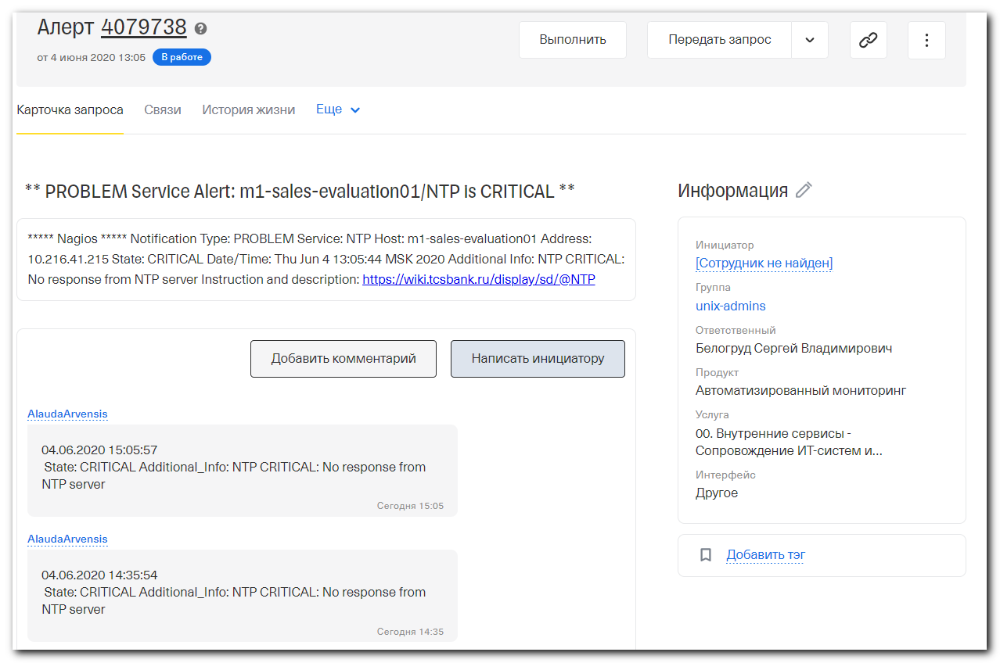 Алерт 4079738 ?
от 4 июня 2020 13:05 В работе
Выполнить
Передать запрос
Карточка запроса Связи История жизни Еще
** PROBLEM Service Alert: m1-sales-evaluation01/NTP is CRITICAL **
***** Nagios ***** Notification Type: PROBLEM Service: NTP Host: m1-sales-evaluation01 Address:
10.216.41.215 State: CRITICAL Date/Time: Thu Jun 4 13:05:44 MSK 2020 Additional Info: NTP CRITICAL:
No response from NTP server Instruction and description: https://wiki.tcsbank.ru/display/sd/@NTP
Добавить комментарий
Написать инициатору
AlaudaArvensis
04.06.2020 15:05:57
State: CRITICAL Additional_Info: NTP CRITICAL: No response from
NTP server
Сегодня 15:05
AlaudaArvensis
04.06.2020 14:35:54
State: CRITICAL Additional_Info: NTP CRITICAL: No response from
NTP server
Сегодня 14:35
Информация
Инициатор
[Сотрудник не найден]
Группа
unix-admins
Ответственный
Белогруд Сергей Владимирович
Продукт
Автоматизированный мониторинг
Услуга
00. Внутренние сервисы -
Сопровождение ИТ-систем и...
Интерфейс
Другое
Добавить тэг